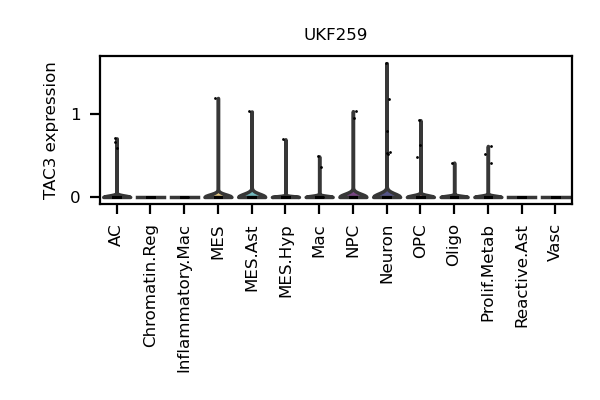 UKF259
TAC3 expression
1
0
AC
Chromatin.Reg
Inflammatory.Mac
MES
MES.Ast
MES.Hyp
Mac
NPC
Neuron
OPC
Oligo
Prolif.Metab
Reactive.Ast
Vasc